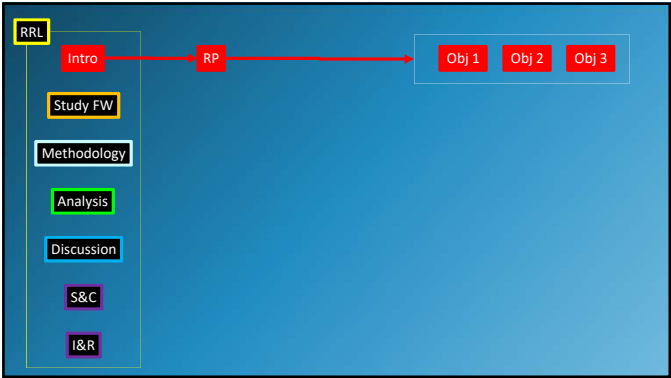 RRL
Intro
RP
Obj 1
Obj 2
Obj 3
Study FW
Methodology
Analysis
Discussion
S&C
I&R